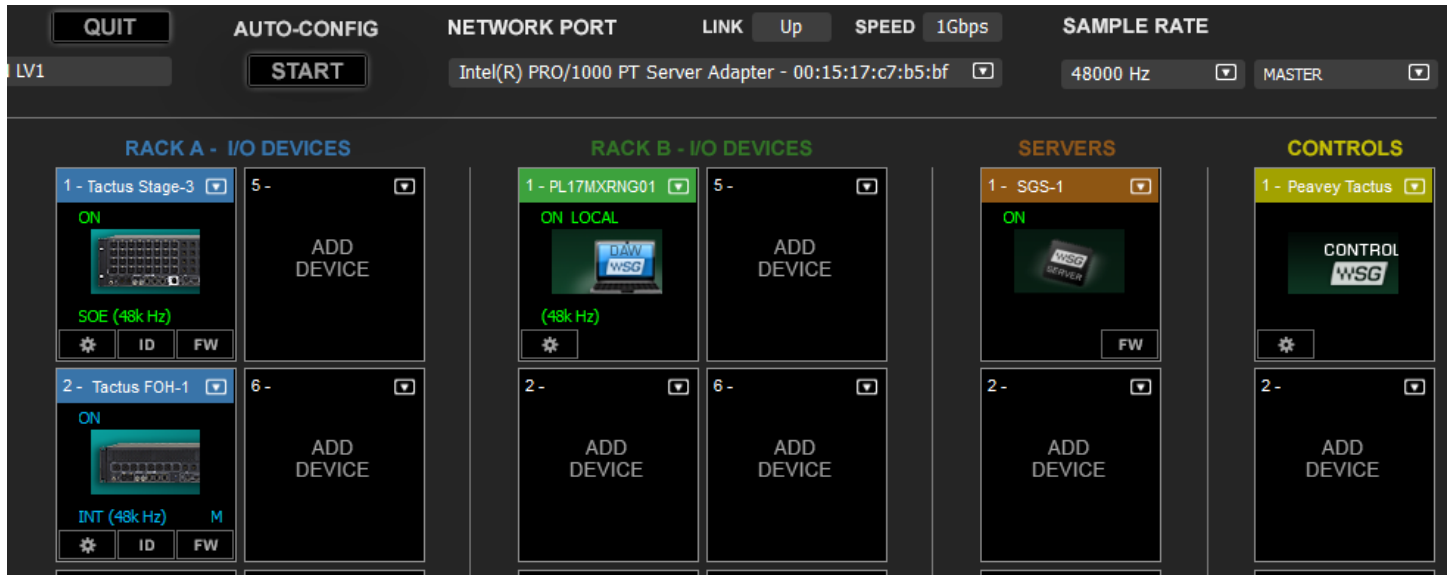 QUIT AUTO-CONFIG NETWORK PORT LINK Up SPEED 1Gbps SAMPLE RATE
LV1 START Intel(R) PRO/1000 PT Server Adapter - 00:15:17:c7:b5:bf 48000 Hz MASTER
RACK A - I/O DEVICES RACK B - I/O DEVICES SERVERS CONTROLS
1 - Tactus Stage-3 5 - 1 - PL17MXRNG01 5 - 1 - SGS-1 1 - Peavey Tactus
ON ON LOCAL ON
ADD ADD
DEVICE DEVICE
DAW
WSG
WSG
SERVER
CONTROL
WSG
SOE (48k Hz) (48k Hz)
ID FW FW
2 - Tactus FOH-1 6 - 2 - 6 - 2 - 2 -
ON
ADD ADD ADD ADD ADD
DEVICE DEVICE DEVICE DEVICE DEVICE
INT (48k Hz) M
ID FW